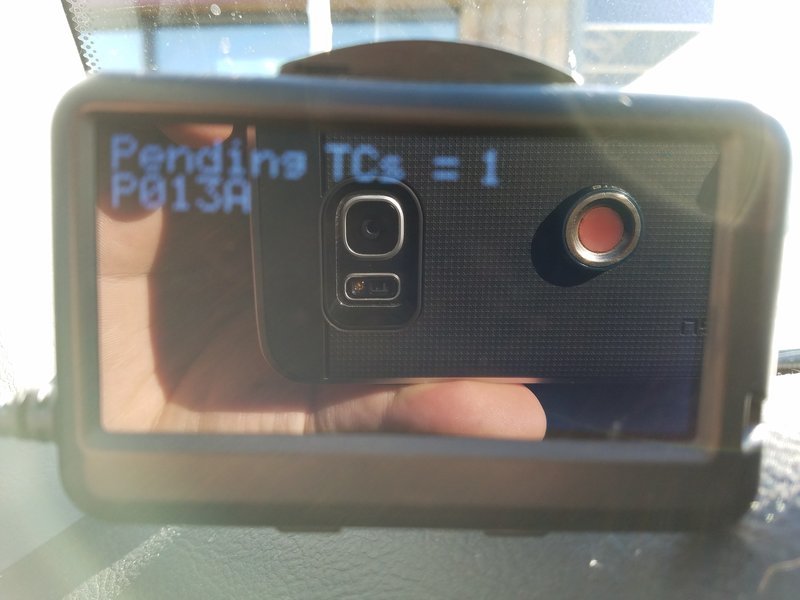 Pending TCs = 1
P013A